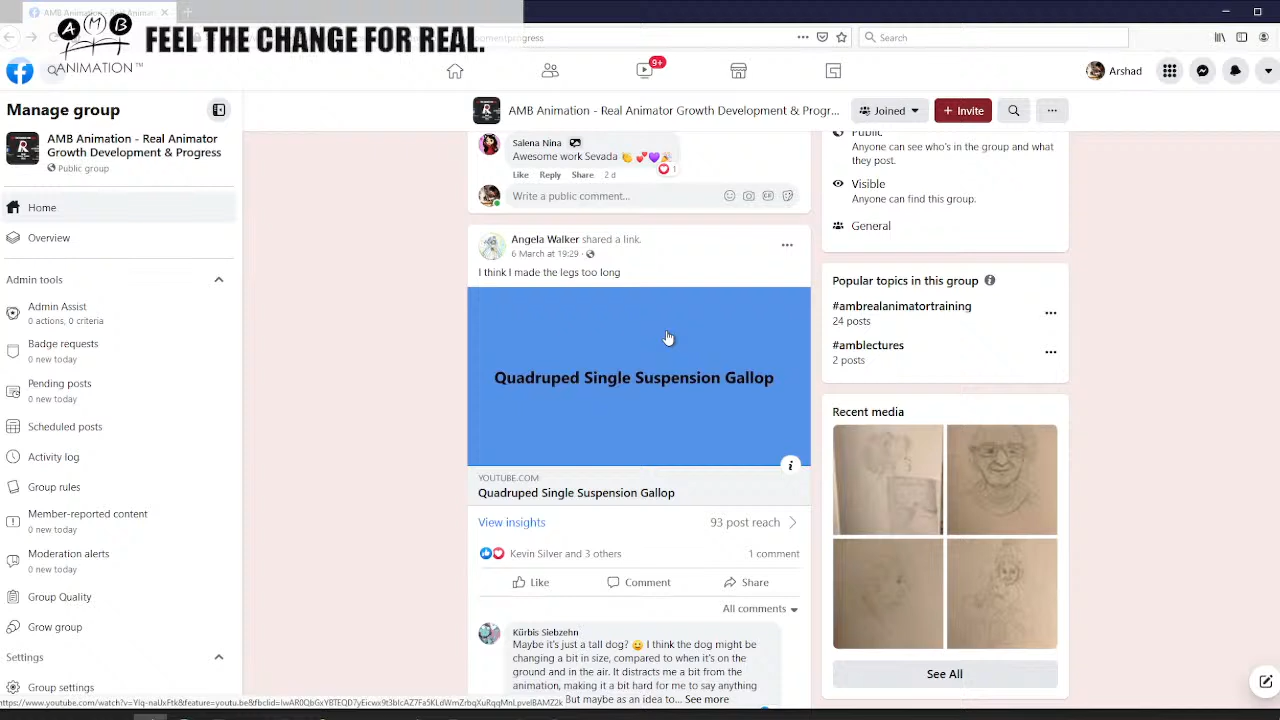 AMB Animation - Real Animat
AMB
ANIMATION™
FEEL THE CHANGE FOR REAL.
mentprogress
Search
9+
Arshad
Manage group
AMB Animation - Real Animator
Growth Development & Progress
Public group
Home
Overview
Admin tools
Admin Assist
0 actions, 0 criteria
Badge requests
0 new today
Pending posts
0 new today
Scheduled posts
Activity log
Group rules
Member-reported content
0 new today
Moderation alerts
0 new today
Group Quality
Grow group
Settings
Group settings
AMB Animation - Real Animator Growth Development & Progr...
Joined
+ Invite
Salena Nina
Awesome work Sevada 👏 💕💜🎉
1
Like Reply Share 2 d
Write a public comment...
Angela Walker shared a link.
6 March at 19:29
I think I made the legs too long
Quadruped Single Suspension Gallop
YOUTUBE.COM
Quadruped Single Suspension Gallop
View insights
93 post reach
Kevin Silver and 3 others
1 comment
Like
Comment
Share
All comments
Kürbis Siebzehn
Maybe it's just a tall dog? 😉 I think the dog might be
changing a bit in size, compared to when it's on the
ground and in the air. It distracts me a bit from the
animation, making it a bit hard for me to say anything
But maybe as an idea to... See more
Public
Anyone can see who's in the group and what
they post.
Visible
Anyone can find this group.
General
Popular topics in this group
#ambrealanimatortraining
24 posts
#amblectures
2 posts
Recent media
See All